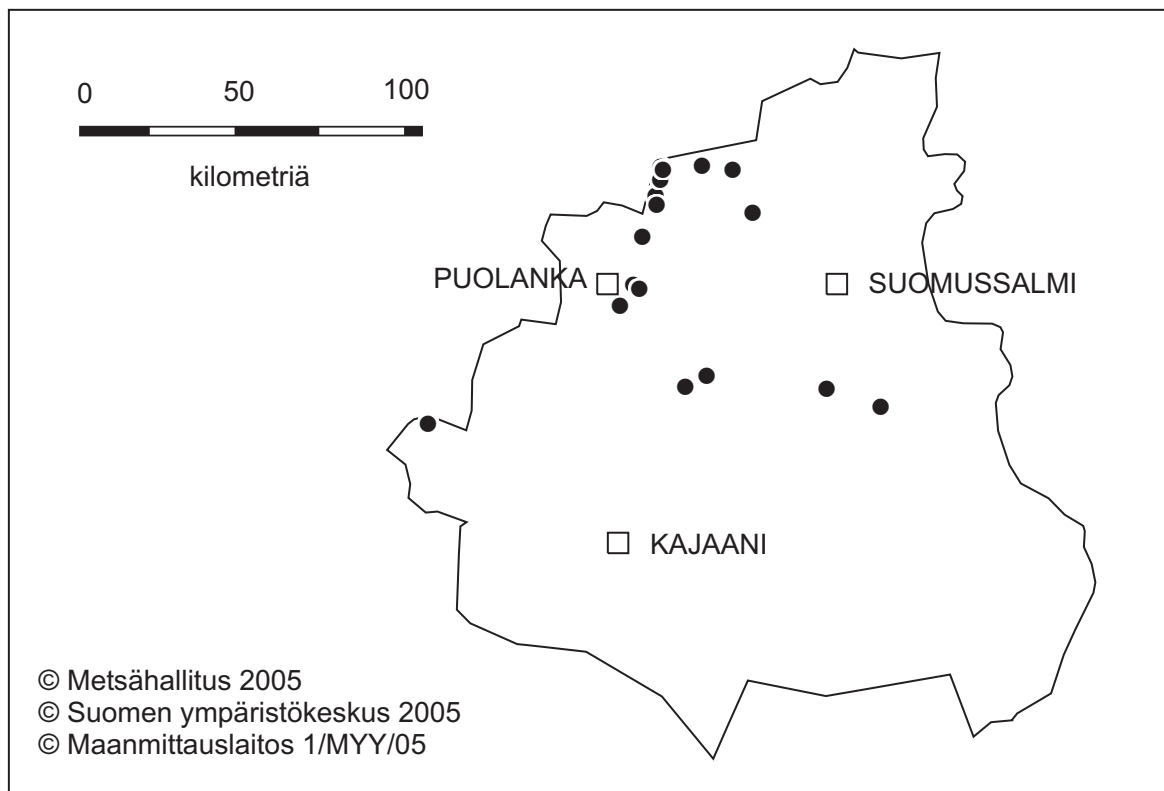 0 50 100
kilometriä
PUOLANKA
SUOMUSSALMI
KAJAANI
© Metsähallitus 2005
© Suomen ympäristökeskus 2005
© Maanmittauslaitos 1/MYY/05